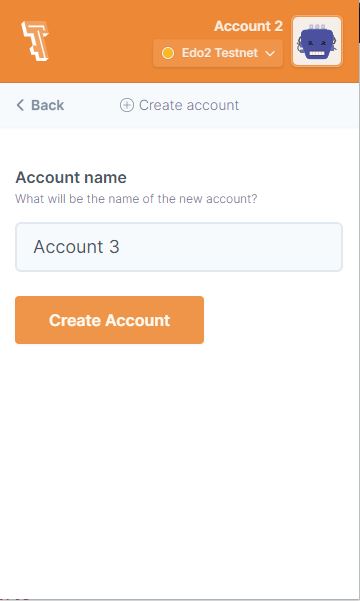 Account 2
Edo2 Testnet
Back
Create account
Account name
What will be the name of the new account?
Account 3
Create Account